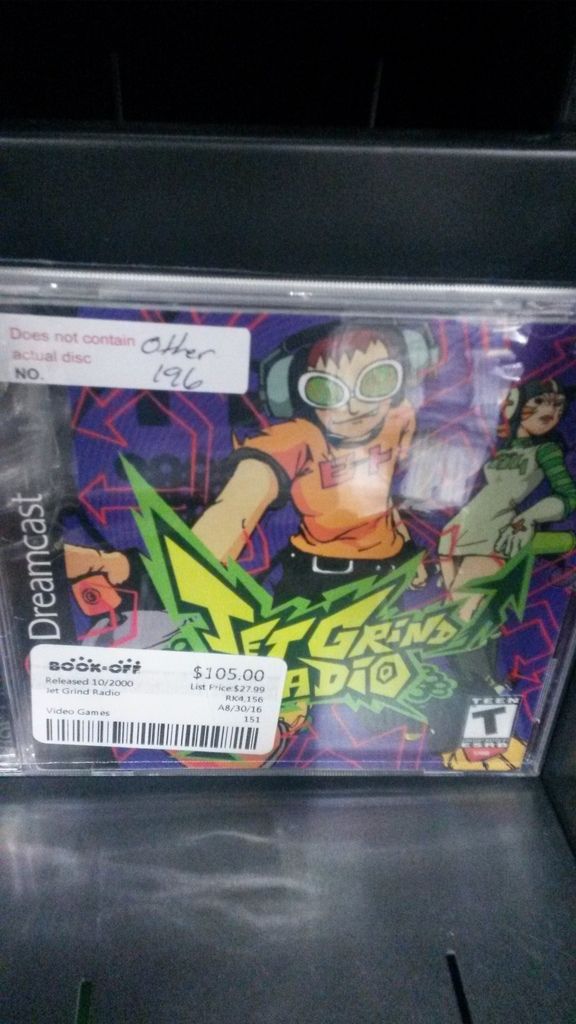 Does not contain Other
actual disc
NO. 196
Dreamcast
E+
JET GRIND
RADIO
BOOK-OFF $105.00
Released 10/2000 List Price:$27.99
Jet Grind Radio RK4,156
A8/30/16
Video Games 151
TEEN
T
ESRB